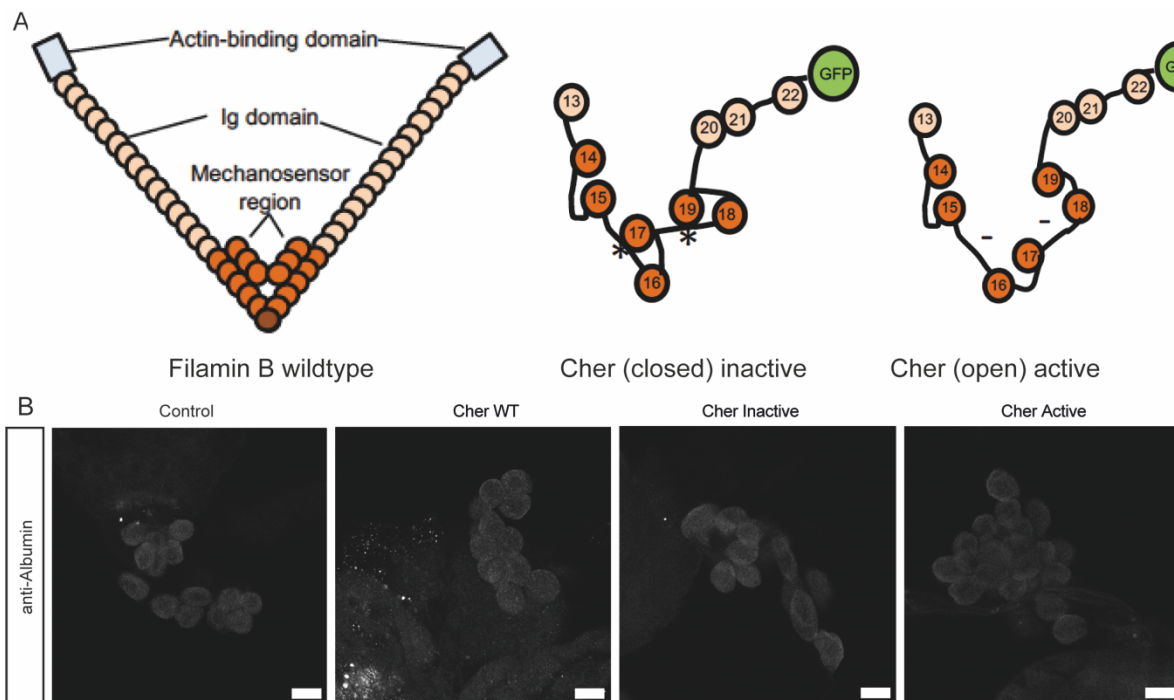 A
Actin-binding domain
Ig domain
Mechanosensor
region
GFP
13
22
21
20
14
15
19
18
17
*
*
16
G
13
22
21
20
14
19
15
18
-
-
17
16
Filamin B wildtype
Cher (closed) inactive
Cher (open) active
B
Control
Cher WT
Cher Inactive
Cher Active
anti-Albumin